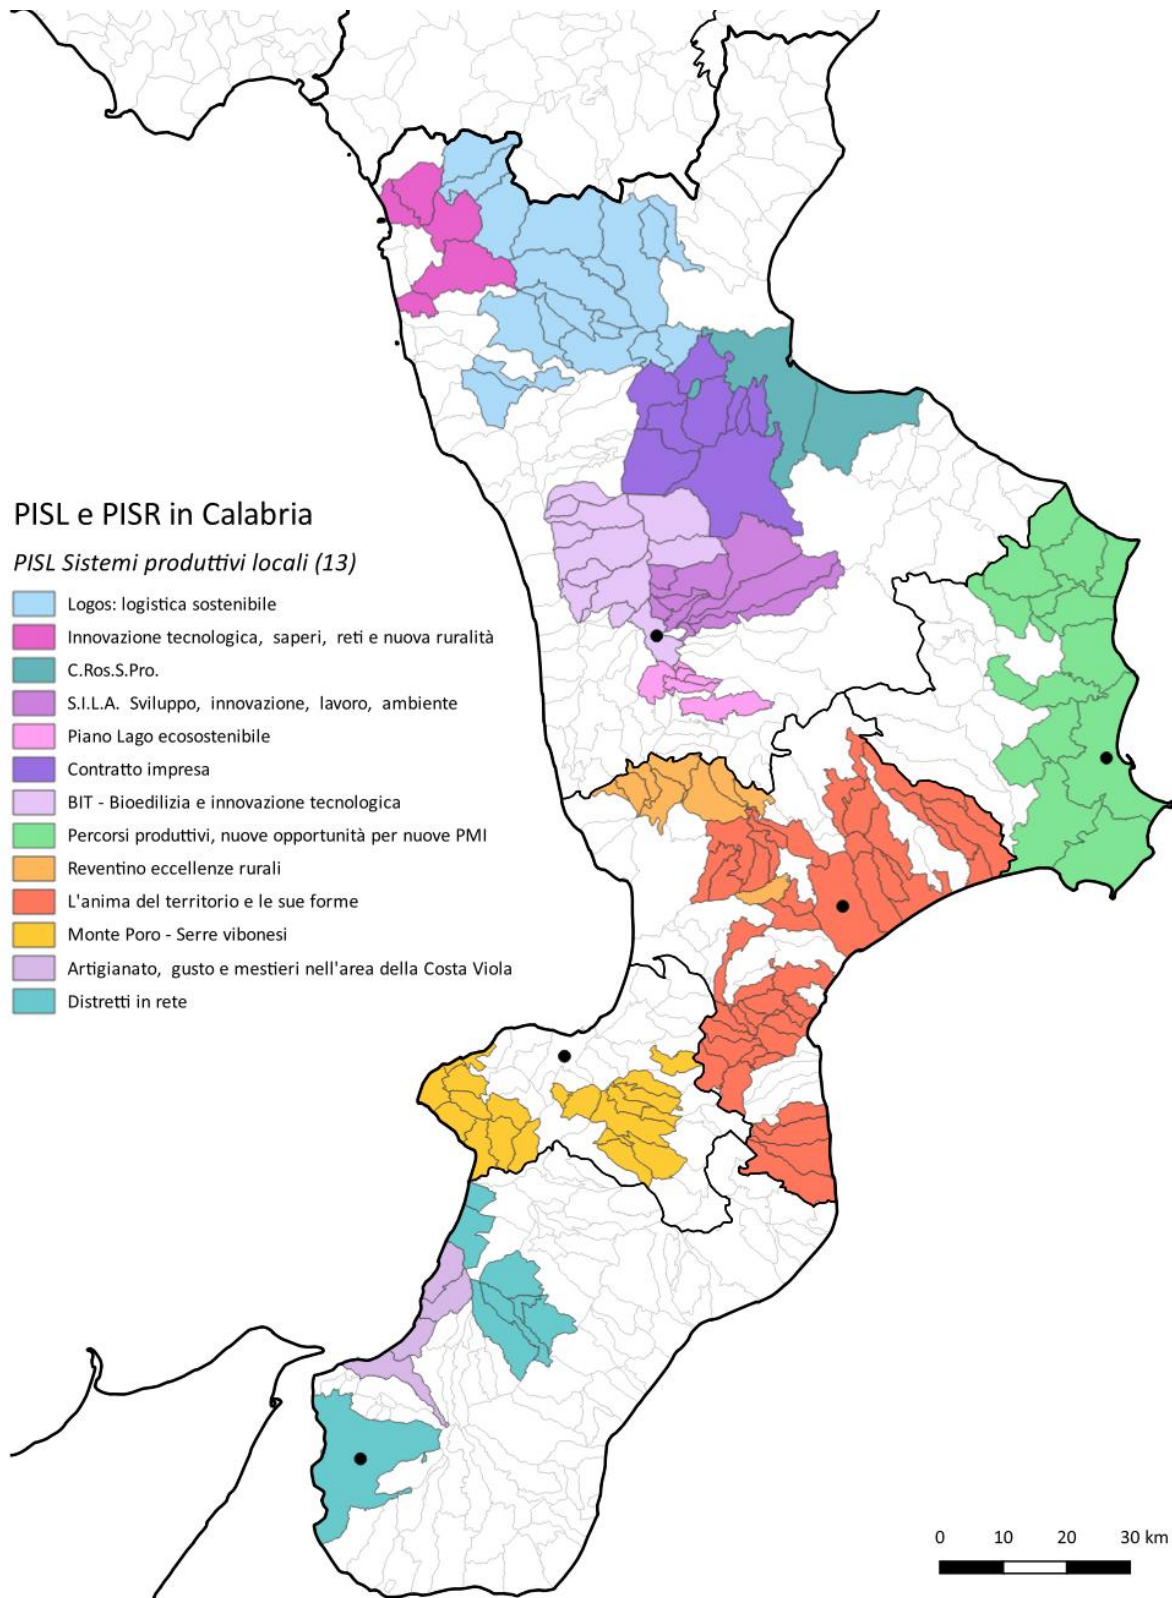 PISL e PISR in Calabria
PISL Sistemi produttivi locali (13)
Logos: logistica sostenibile
Innovazione tecnologica, saperi, reti e nuova ruralità
C.Ros.S.Pro.
S.I.L.A. Sviluppo, innovazione, lavoro, ambiente
Piano Lago ecosostenibile
Contratto impresa
BIT - Bioedilizia e innovazione tecnologica
Percorsi produttivi, nuove opportunità per nuove PMI
Reventino eccellenze rurali
L'anima del territorio e le sue forme
Monte Poro - Serre vibonesi
Artigianato, gusto e mestieri nell'area della Costa Viola
Distretti in rete
0 10 20 30 km